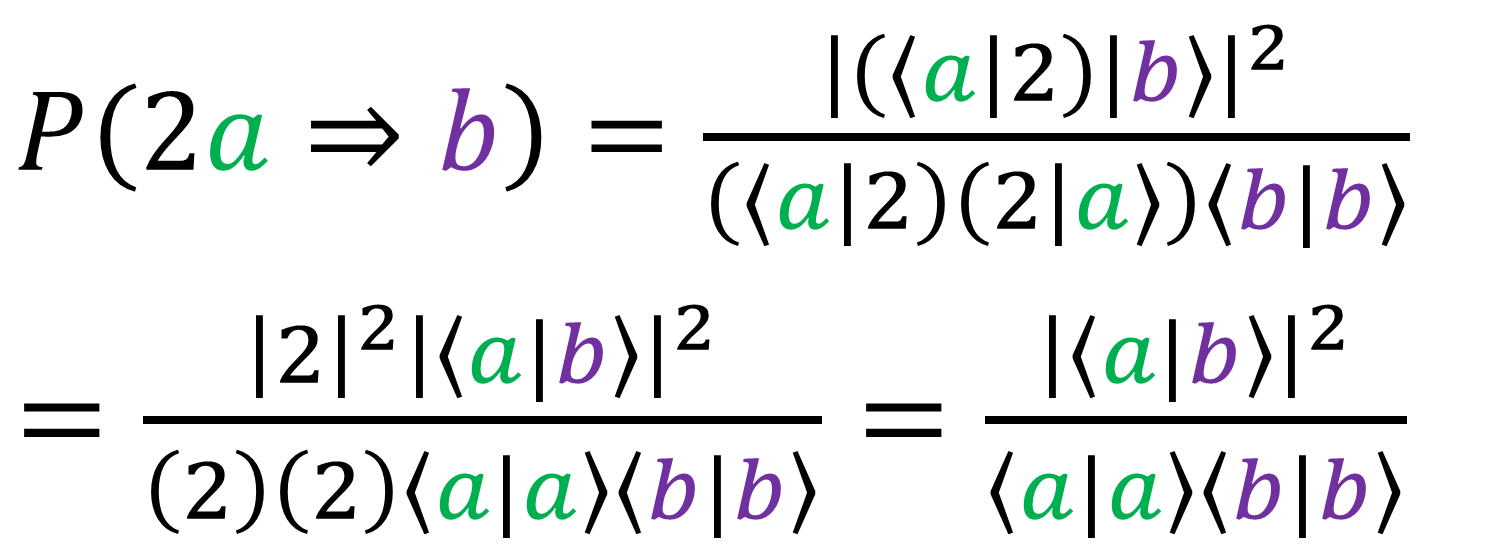 P(2a ⇒ b) = |(⟨a|2)|b⟩|² / (⟨a|2)(2|a⟩)⟨b|b⟩
= |2|²|⟨a|b⟩|² / (2)(2)⟨a|a⟩⟨b|b⟩ = |⟨a|b⟩|² / ⟨a|a⟩⟨b|b⟩